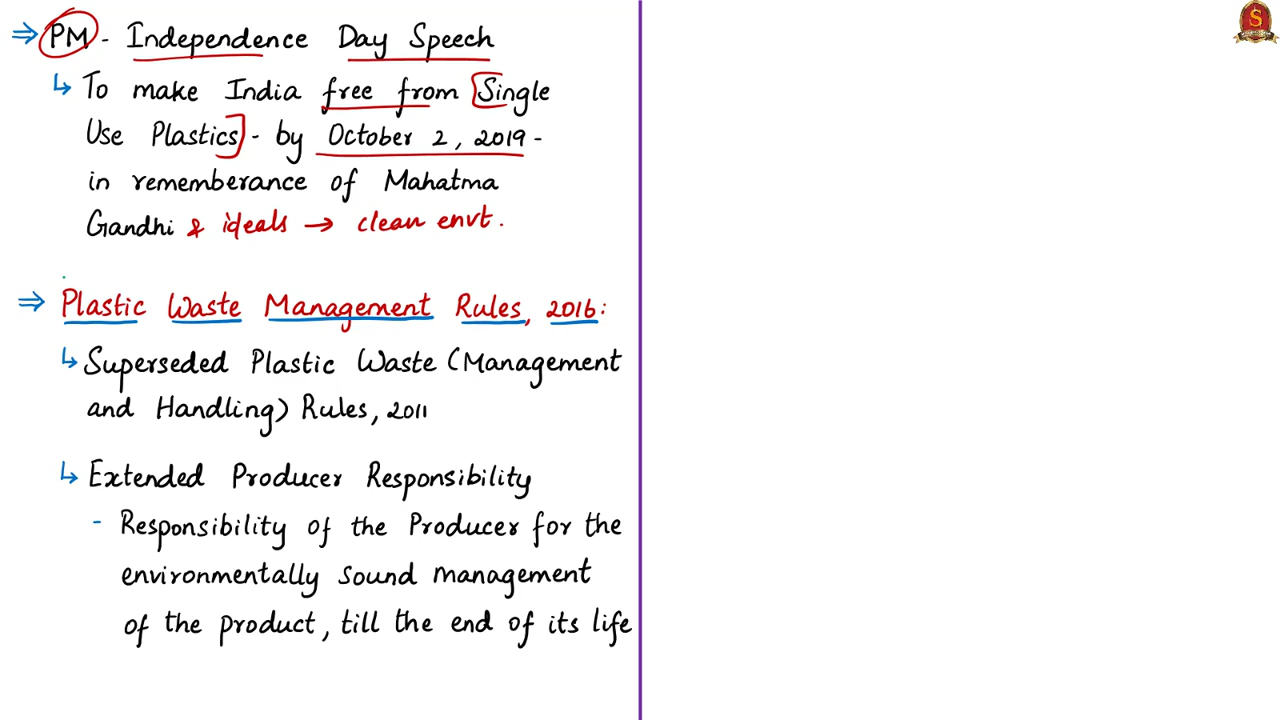 ⇒ PM - Independence Day Speech
↳ To make India free from Single
Use Plastics - by October 2, 2019 -
in rememberance of Mahatma
Gandhi & ideals → clean envt.
⇒ Plastic Waste Management Rules, 2016:
↳ Superseded Plastic Waste (Management
and Handling) Rules, 2011
↳ Extended Producer Responsibility
- Responsibility of the Producer for the
environmentally sound management
of the product, till the end of its life
S